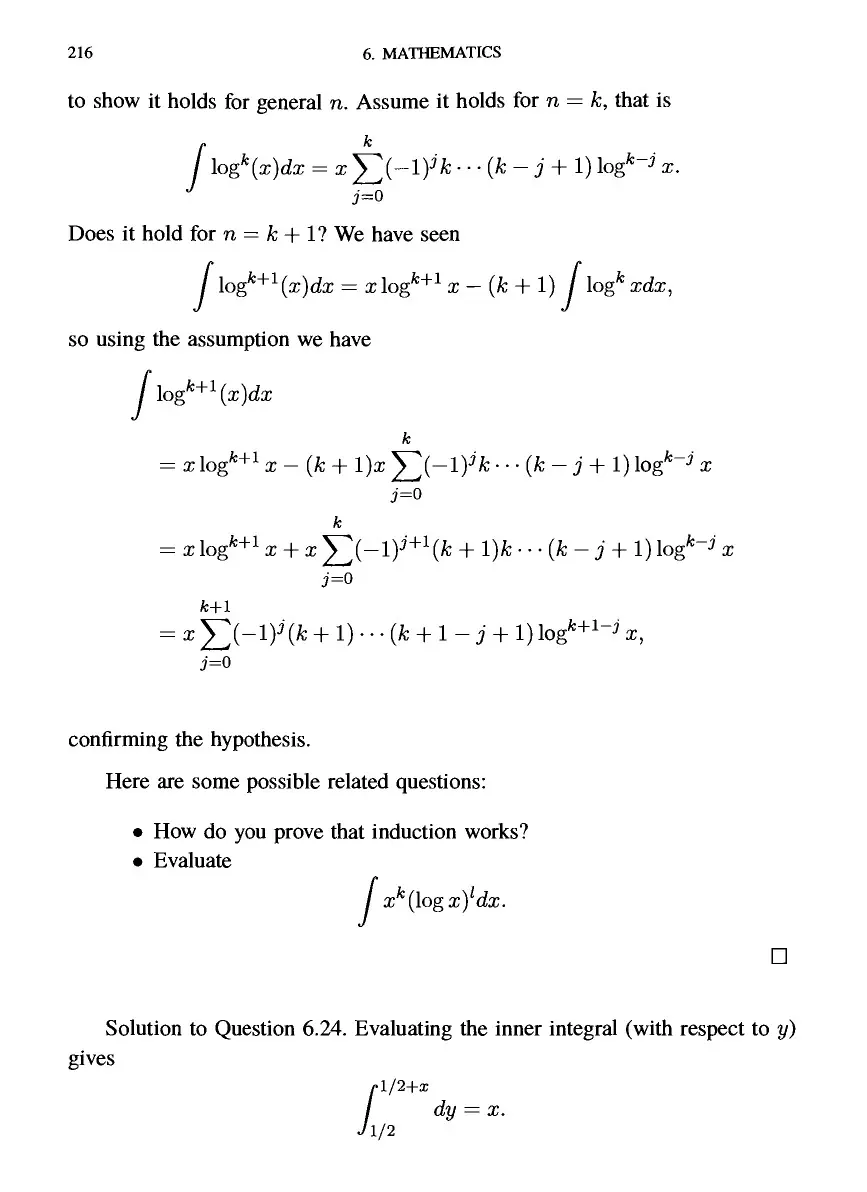 216 6. MATHEMATICS
to show it holds for general n. Assume it holds for n = k, that is
∫ log^k(x)dx = x ∑_{j=0}^{k} (−1)^j k · · · (k − j + 1) log^{k−j} x.
Does it hold for n = k + 1? We have seen
∫ log^{k+1}(x)dx = x log^{k+1} x − (k + 1) ∫ log^k xdx,
so using the assumption we have
∫ log^{k+1}(x)dx
= x log^{k+1} x − (k + 1)x ∑_{j=0}^{k} (−1)^j k · · · (k − j + 1) log^{k−j} x
= x log^{k+1} x + x ∑_{j=0}^{k} (−1)^{j+1}(k + 1)k · · · (k − j + 1) log^{k−j} x
= x ∑_{j=0}^{k+1} (−1)^j (k + 1) · · · (k + 1 − j + 1) log^{k+1−j} x,
confirming the hypothesis.
Here are some possible related questions:
• How do you prove that induction works?
• Evaluate
∫ x^k (log x)^l dx.
□
Solution to Question 6.24. Evaluating the inner integral (with respect to y)
gives
∫_{1/2}^{1/2+x} dy = x.